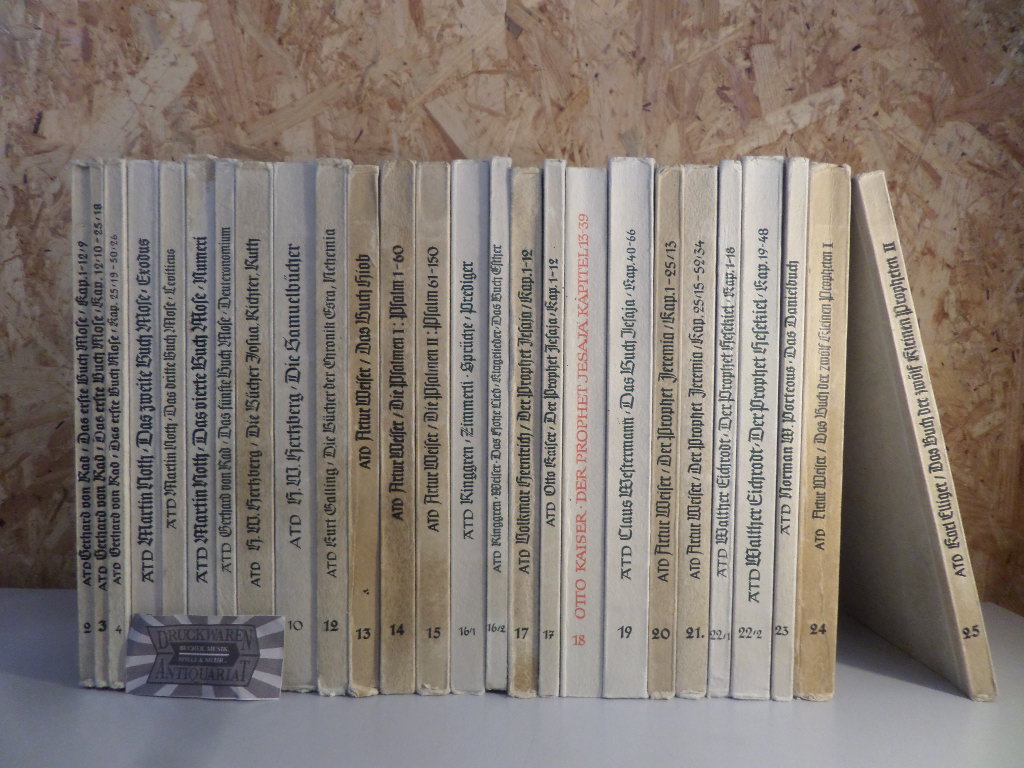 ATD Gerhard von Rad / Das erste Buch Mose / Kap. 1-12/9
2
ATD Gerhard von Rad / Das erste Buch Mose / Kap. 12/10-25/18
3
ATD Gerhard von Rad / Das erste Buch Mose / Kap. 25/19-50/26
4
ATD Martin Noth · Das zweite Buch Mose / Exodus
ATD Martin Noth · Das dritte Buch Mose · Leviticus
ATD Martin Noth · Das vierte Buch Mose · Numeri
ATD Gerhard von Rad · Das fünfte Buch Mose · Deuteronomium
ATD H.W. Hertzberg / Die Bücher Josua, Richter, Ruth
ATD H.W. Hertzberg / Die Samuelbücher
10
ATD Kurt Galling / Die Bücher der Chronik Esra, Nehemia
12
ATD Artur Weiser / Das Buch Hiob
13
ATD Artur Weiser / Die Psalmen I : Psalm 1-60
14
ATD Artur Weiser / Die Psalmen II : Psalm 61-150
15
ATD Ringgren / Zimmerli · Sprüche / Prediger
16/1
ATD Ringgren · Weiser · Das Hohe Lied · Klagelieder · Das Buch Esther
16/2
ATD Volkmar Herntrich / Der Prophet Jesaja / Kap. 1-12
17
ATD Otto Kaiser · Der Prophet Jesaja / Kap. 1-12
17
OTTO KAISER · DER PROPHET JESAJA KAPITEL 13-39
18
ATD Claus Westermann · Das Buch Jesaja · Kap. 40-66
19
ATD Artur Weiser / Der Prophet Jeremia / Kap. 1-25/13
20
ATD Artur Weiser / Der Prophet Jeremia / Kap. 25/15-52/34
21.
ATD Walther Eichrodt · Der Prophet Hesekiel · Kap. 1-18
22/1
ATD Walther Eichrodt · Der Prophet Hesekiel · Kap. 19-48
22/2
ATD Norman W. Porteous · Das Danielbuch
23
ATD Artur Weiser / Das Buch der zwölf Kleinen Propheten I
24
ATD Karl Elliger / Das Buch der zwölf Kleinen Propheten II
25
DRUCKWAREN
BÜCHER, MUSIK,
SPIELE & MEHR...
ANTIQUARIAT